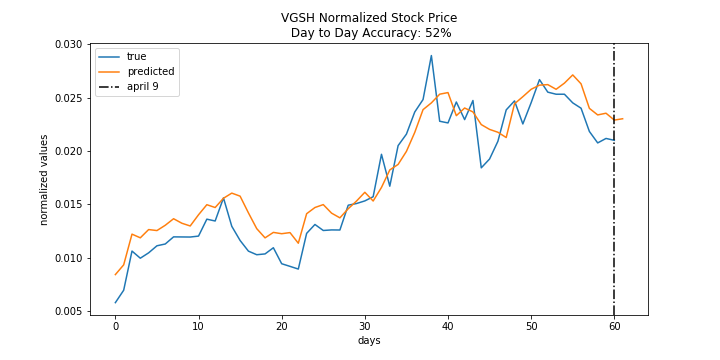 VGSH Normalized Stock Price
Day to Day Accuracy: 52%
true
predicted
april 9
normalized values
0.030
0.025
0.020
0.015
0.010
0.005
0
10
20
30
40
50
60
days